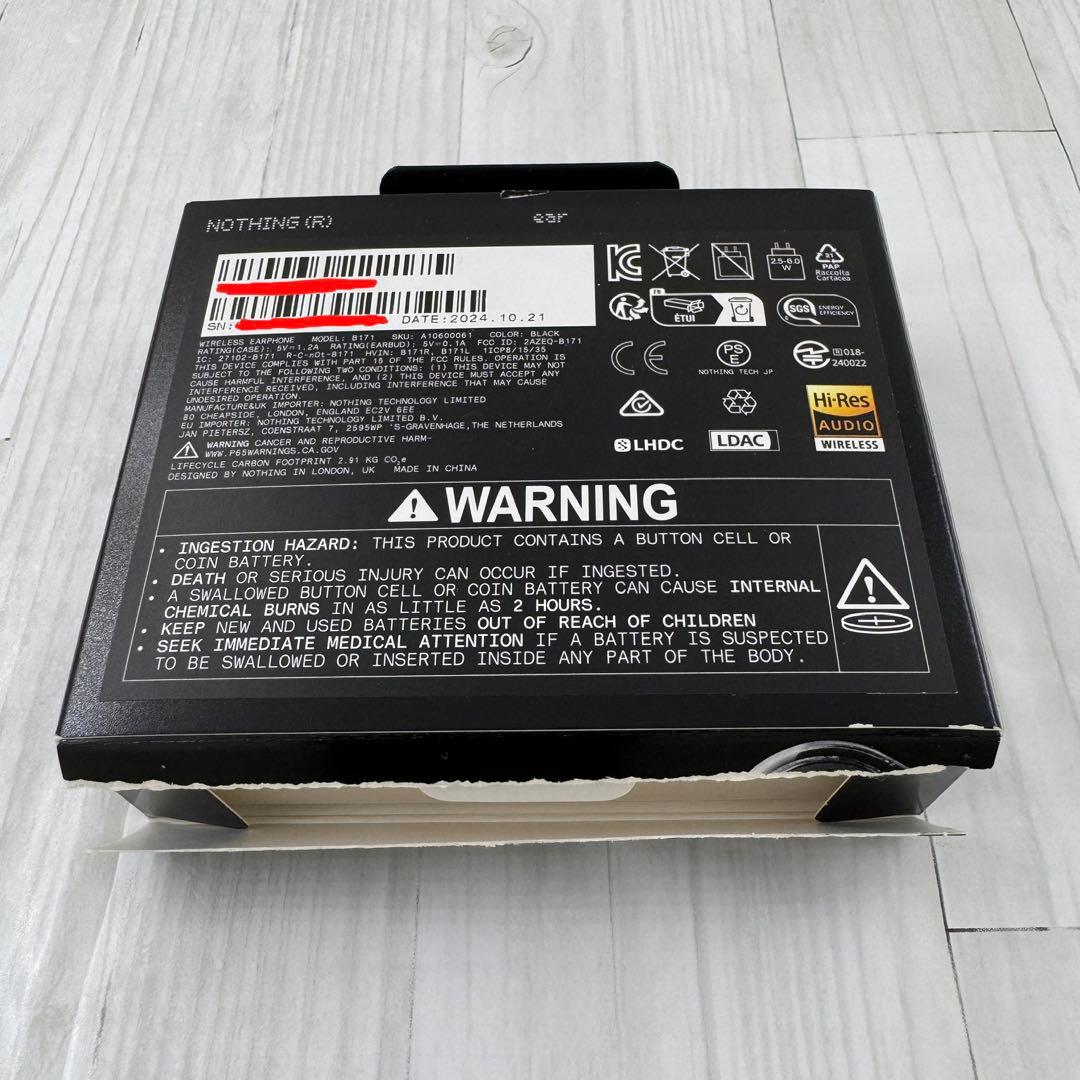 NOTHING (R)
ear
SN:
DATE:2024.10.21
WIRELESS EARPHONE MODEL: B171 SKU: A10600061 COLOR: BLACK
RATING(CASE): 5V⎓1.2A RATING(EARBUD): 5V⎓0.1A FCC ID: 2AZEQ-B171
IC: 27102-B171 R-C-n0t-B171 HVIN: B171R, B171L 1ICP8/15/35
THIS DEVICE COMPLIES WITH PART 15 OF THE FCC RULES. OPERATION IS
SUBJECT TO THE FOLLOWING TWO CONDITIONS: (1) THIS DEVICE MAY NOT
CAUSE HARMFUL INTERFERENCE, AND (2) THIS DEVICE MUST ACCEPT ANY
INTERFERENCE RECEIVED, INCLUDING INTERFERENCE THAT MAY CAUSE
UNDESIRED OPERATION.
MANUFACTURE&UK IMPORTER: NOTHING TECHNOLOGY LIMITED
80 CHEAPSIDE, LONDON, ENGLAND EC2V 6EE
EU IMPORTER: NOTHING TECHNOLOGY LIMITED B.V.
JAN PIETERSZ, COENSTRAAT 7, 2595WP 'S-GRAVENHAGE,THE NETHERLANDS
WARNING CANCER AND REPRODUCTIVE HARM-
WWW.P65WARNINGS.CA.GOV
LIFECYCLE CARBON FOOTPRINT 2.91 KG CO₂e
DESIGNED BY NOTHING IN LONDON, UK MADE IN CHINA
2.5-6.0
W
21
PAP
Raccolta
Cartacea
FR
ÉTUI
SGS ENERGY
EFFICIENCY
CE
PS
E
NOTHING TECH JP
R 018-
240022
LHDC
LDAC
Hi-Res
AUDIO
WIRELESS
WARNING
• INGESTION HAZARD: THIS PRODUCT CONTAINS A BUTTON CELL OR
COIN BATTERY.
• DEATH OR SERIOUS INJURY CAN OCCUR IF INGESTED.
• A SWALLOWED BUTTON CELL OR COIN BATTERY CAN CAUSE INTERNAL
CHEMICAL BURNS IN AS LITTLE AS 2 HOURS.
• KEEP NEW AND USED BATTERIES OUT OF REACH OF CHILDREN
• SEEK IMMEDIATE MEDICAL ATTENTION IF A BATTERY IS SUSPECTED
TO BE SWALLOWED OR INSERTED INSIDE ANY PART OF THE BODY.